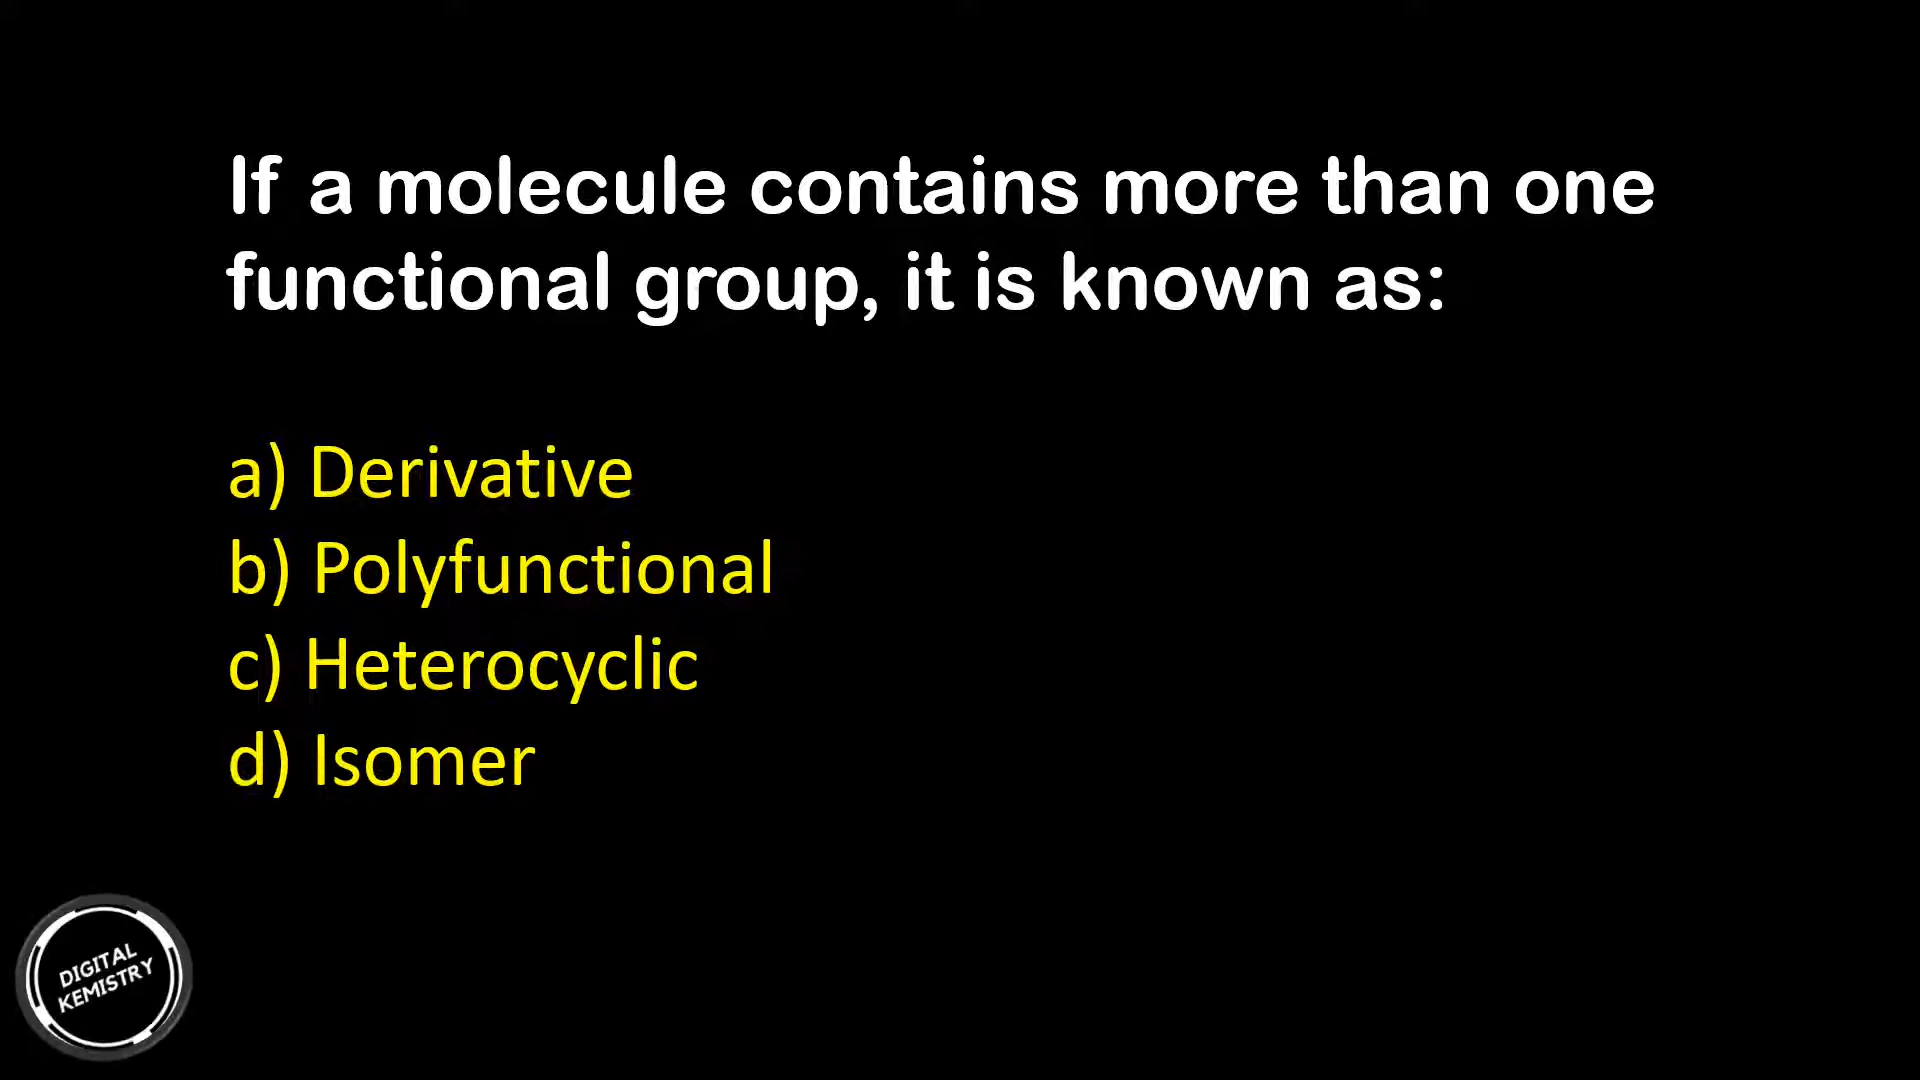 If a molecule contains more than one
functional group, it is known as:
a) Derivative
b) Polyfunctional
c) Heterocyclic
d) Isomer
DIGITAL
KEMISTRY